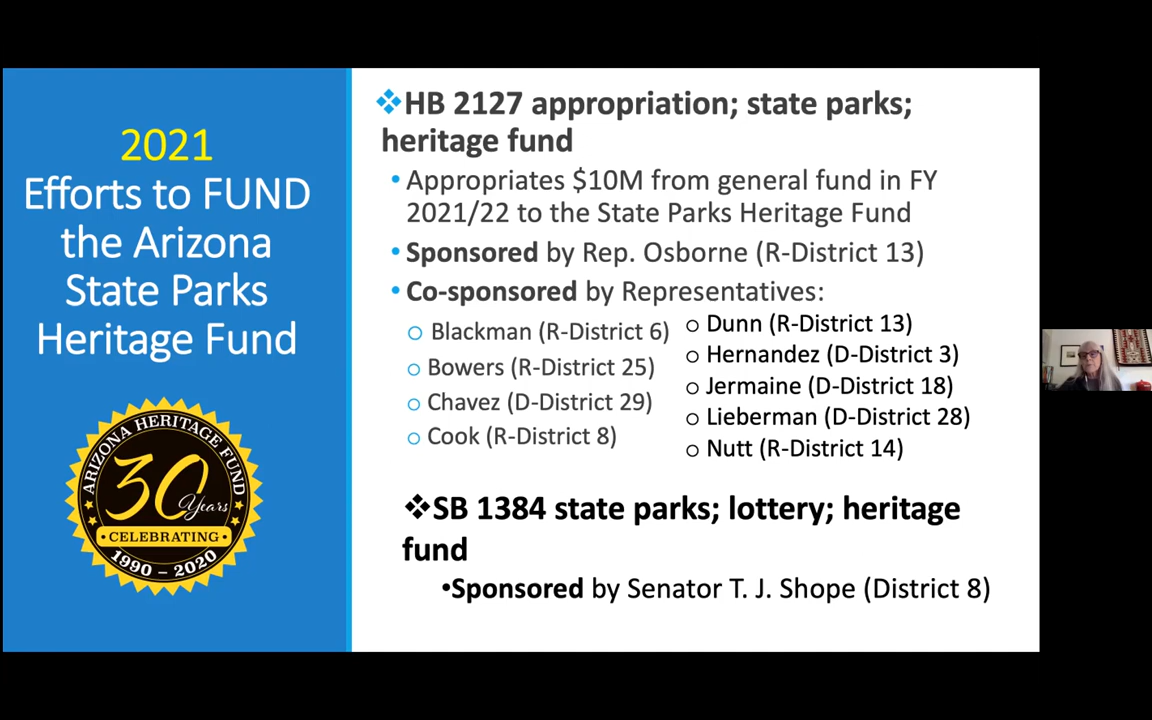 2021
Efforts to FUND
the Arizona
State Parks
Heritage Fund
ARIZONA HERITAGE FUND
30
Years
• CELEBRATING •
1990 – 2020
❖HB 2127 appropriation; state parks;
heritage fund
• Appropriates $10M from general fund in FY
2021/22 to the State Parks Heritage Fund
• Sponsored by Rep. Osborne (R-District 13)
• Co-sponsored by Representatives:
o Blackman (R-District 6)
o Bowers (R-District 25)
o Chavez (D-District 29)
o Cook (R-District 8)
o Dunn (R-District 13)
o Hernandez (D-District 3)
o Jermaine (D-District 18)
o Lieberman (D-District 28)
o Nutt (R-District 14)
❖SB 1384 state parks; lottery; heritage
fund
•Sponsored by Senator T. J. Shope (District 8)